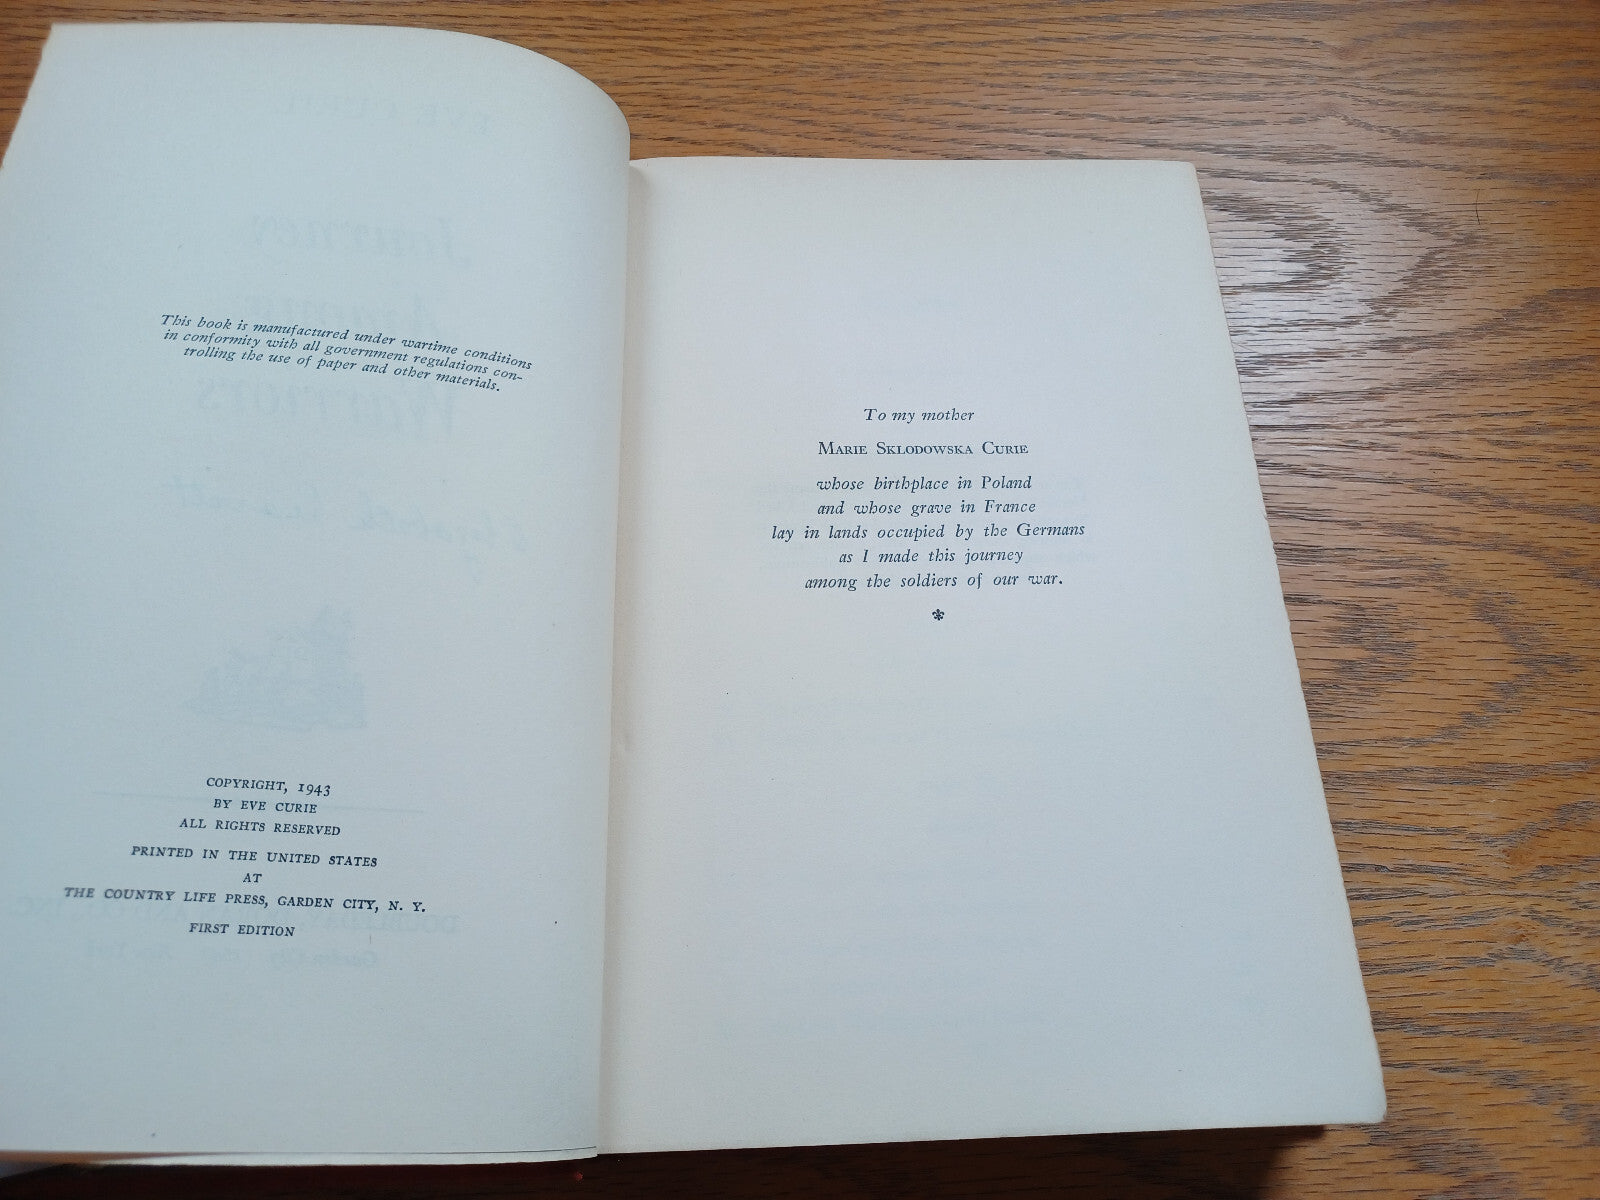 This book is manufactured under wartime conditions
in conformity with all government regulations con-
trolling the use of paper and other materials.
COPYRIGHT, 1943
BY EVE CURIE
ALL RIGHTS RESERVED
PRINTED IN THE UNITED STATES
AT
THE COUNTRY LIFE PRESS, GARDEN CITY, N. Y.
FIRST EDITION
To my mother
MARIE SKLODOWSKA CURIE
whose birthplace in Poland
and whose grave in France
lay in lands occupied by the Germans
as I made this journey
among the soldiers of our war.